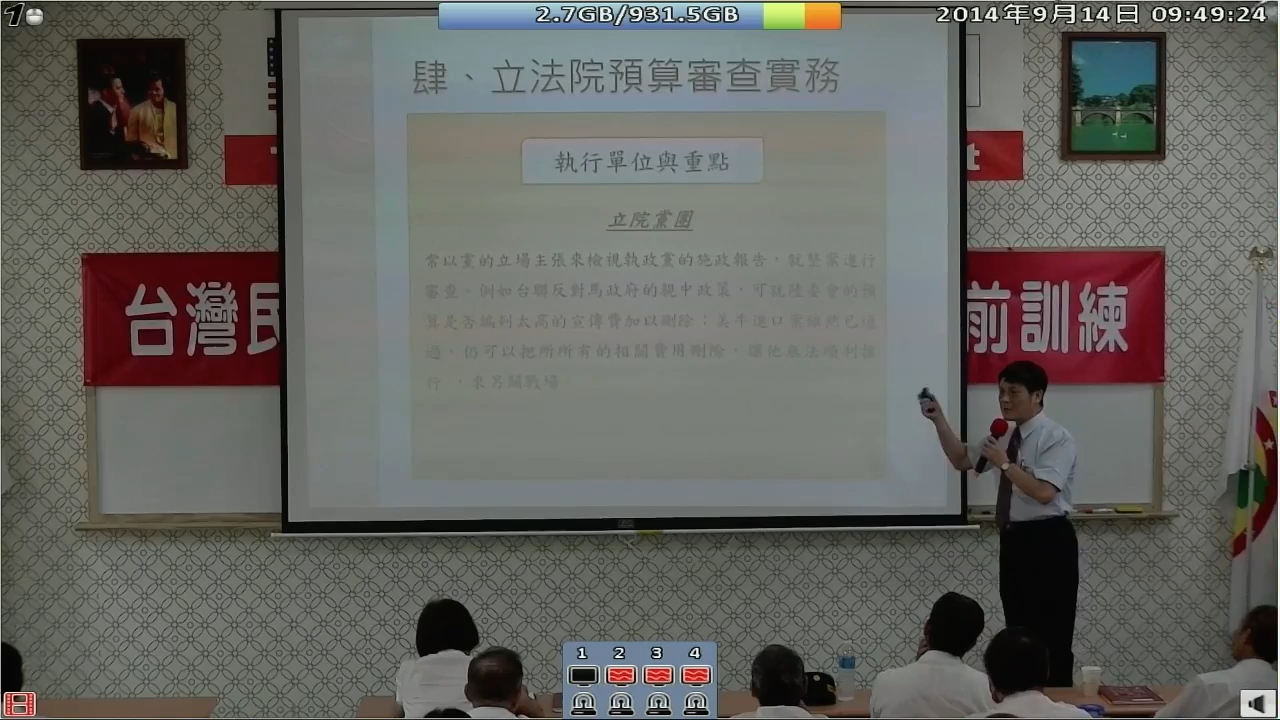 1
2.7GB/931.5GB
2014年9月14日 09:49:24
肆、立法院預算審查實務
執行單位與重點
立院黨團
常以黨的立場主張來檢視執政黨的施政報告，就整案進行
審查。例如台聯反對馬政府的親中政策，可就陸委會的預
算是否編列太高的宣傳費加以刪除；美牛進口案雖然已通
過，仍可以把所所有的相關費用刪除，讓他無法順利推
行，來另闢戰場
台灣民
前訓練
t
1 2 3 4